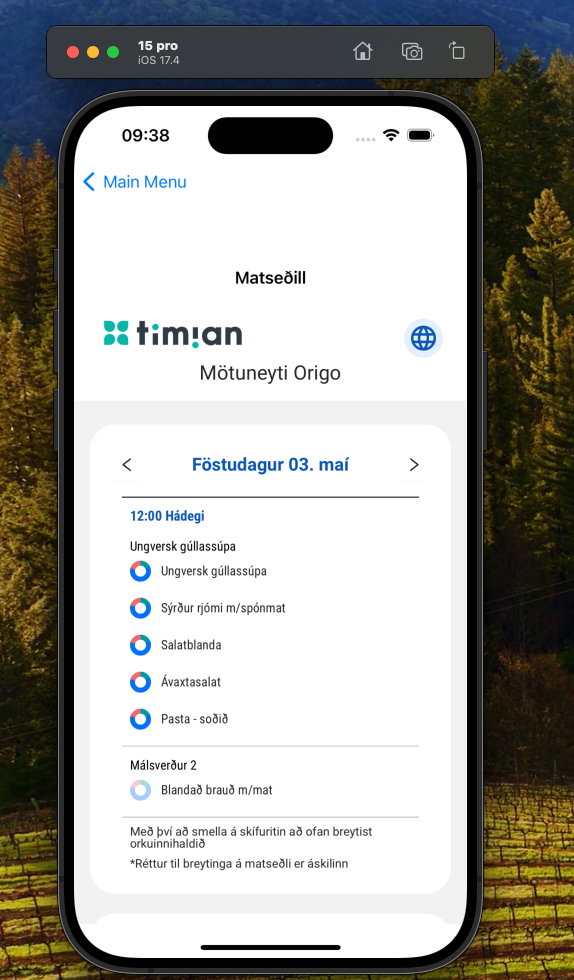 15 pro
iOS 17.4
09:38
Main Menu
Matseðill
timian
Mötuneyti Origo
Föstudagur 03. maí
12:00 Hádegi
Ungversk gúllassúpa
Ungversk gúllassúpa
Sýrður rjómi m/spónmat
Salatblanda
Ávaxtasalat
Pasta - soðið
Málsverður 2
Blandað brauð m/mat
Með því að smella á skífuritin að ofan breytist
orkuinnihaldið
*Réttur til breytinga á matseðli er áskilinn